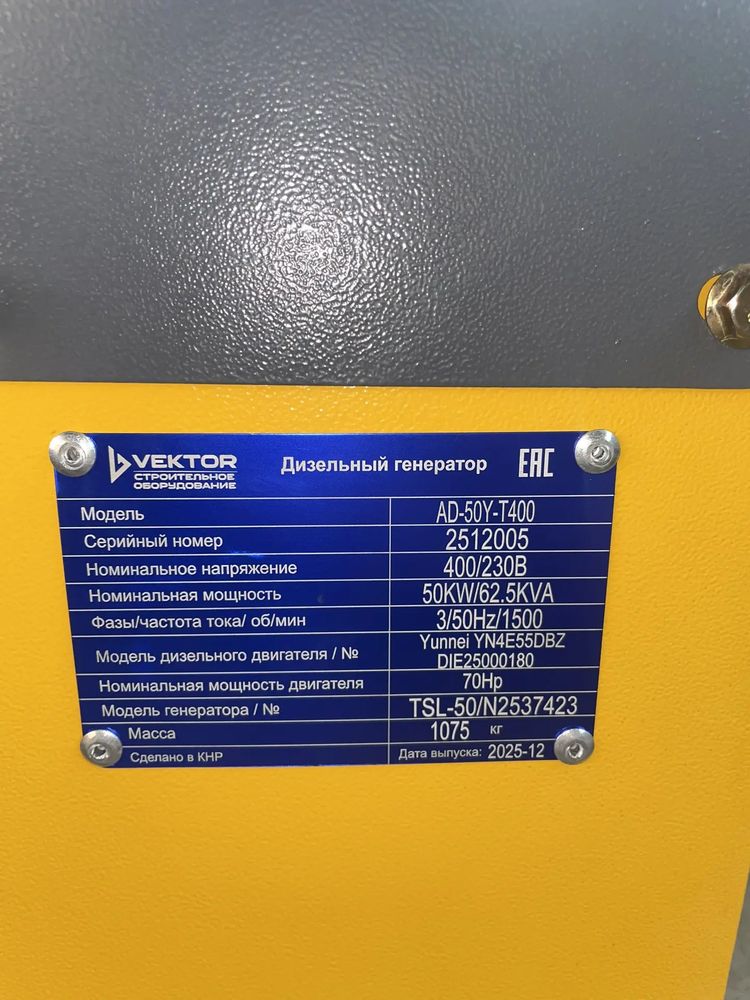 VEKTOR
СТРОИТЕЛЬНОЕ
ОБОРУДОВАНИЕ
Дизельный генератор
EAC
Модель AD-50Y-T400
Серийный номер 2512005
Номинальное напряжение 400/230В
Номинальная мощность 50KW/62.5KVA
Фазы/частота тока/ об/мин 3/50Hz/1500
Модель дизельного двигателя / № Yunnei YN4E55DBZ
DIE25000180
Номинальная мощность двигателя 70Hp
Модель генератора / № TSL-50/N2537423
Масса 1075 кг
Сделано в КНР Дата выпуска: 2025-12